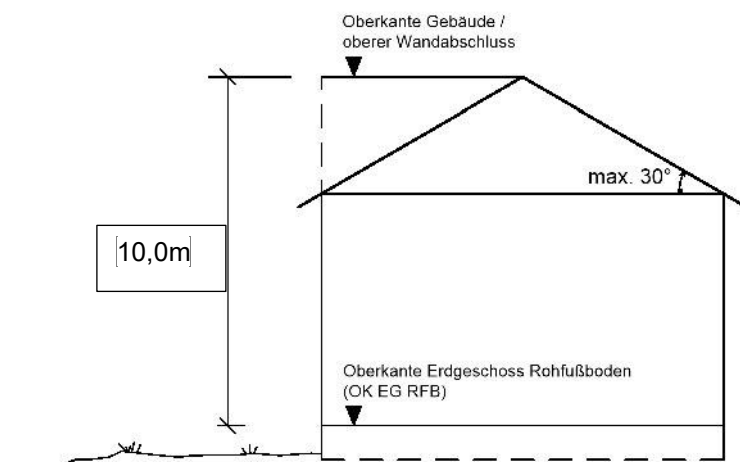 Oberkante Gebäude /
oberer Wandabschluss
max. 30°
10,0m
Oberkante Erdgeschoss Rohfußboden
(OK EG RFB)